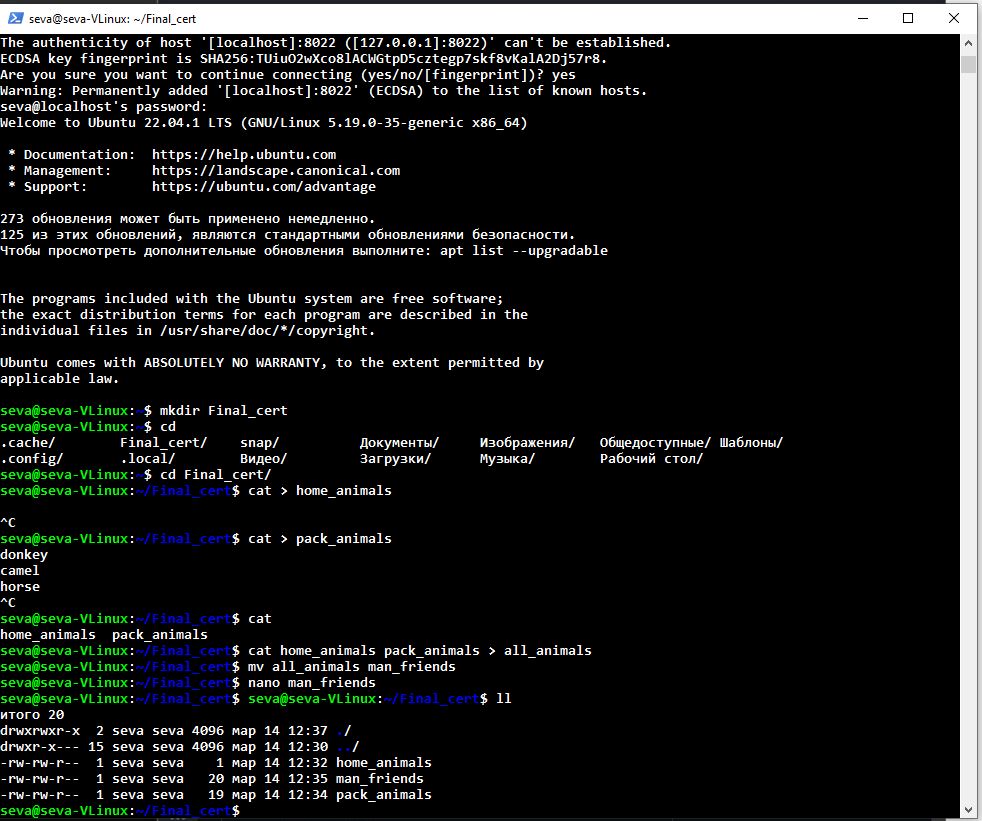 seva@seva-VLinux: ~/Final_cert
The authenticity of host '[localhost]:8022 ([127.0.0.1]:8022)' can't be established.
ECDSA key fingerprint is SHA256:TUiuO2wXco8lACWGtpD5cztegp7skf8vKalA2Dj57r8.
Are you sure you want to continue connecting (yes/no/[fingerprint])? yes
Warning: Permanently added '[localhost]:8022' (ECDSA) to the list of known hosts.
seva@localhost's password:
Welcome to Ubuntu 22.04.1 LTS (GNU/Linux 5.19.0-35-generic x86_64)
* Documentation:  https://help.ubuntu.com
* Management:     https://landscape.canonical.com
* Support:        https://ubuntu.com/advantage
273 обновления может быть применено немедленно.
125 из этих обновлений, являются стандартными обновлениями безопасности.
Чтобы просмотреть дополнительные обновления выполните: apt list --upgradable
The programs included with the Ubuntu system are free software;
the exact distribution terms for each program are described in the
individual files in /usr/share/doc/*/copyright.
Ubuntu comes with ABSOLUTELY NO WARRANTY, to the extent permitted by
applicable law.
seva@seva-VLinux:~$ mkdir Final_cert
seva@seva-VLinux:~$ cd
.cache/        Final_cert/    snap/          Документы/     Изображения/   Общедоступные/ Шаблоны/
.config/       .local/        Видео/         Загрузки/      Музыка/        Рабочий стол/
seva@seva-VLinux:~$ cd Final_cert/
seva@seva-VLinux:~/Final_cert$ cat > home_animals
^C
seva@seva-VLinux:~/Final_cert$ cat > pack_animals
donkey
camel
horse
^C
seva@seva-VLinux:~/Final_cert$ cat
home_animals  pack_animals
seva@seva-VLinux:~/Final_cert$ cat home_animals pack_animals > all_animals
seva@seva-VLinux:~/Final_cert$ mv all_animals man_friends
seva@seva-VLinux:~/Final_cert$ nano man_friends
seva@seva-VLinux:~/Final_cert$ seva@seva-VLinux:~/Final_cert$ ll
итого 20
drwxrwxr-x  2 seva seva 4096 мар 14 12:37 ./
drwxr-x--- 15 seva seva 4096 мар 14 12:30 ../
-rw-rw-r--  1 seva seva    1 мар 14 12:32 home_animals
-rw-rw-r--  1 seva seva   20 мар 14 12:35 man_friends
-rw-rw-r--  1 seva seva   19 мар 14 12:34 pack_animals
seva@seva-VLinux:~/Final_cert$